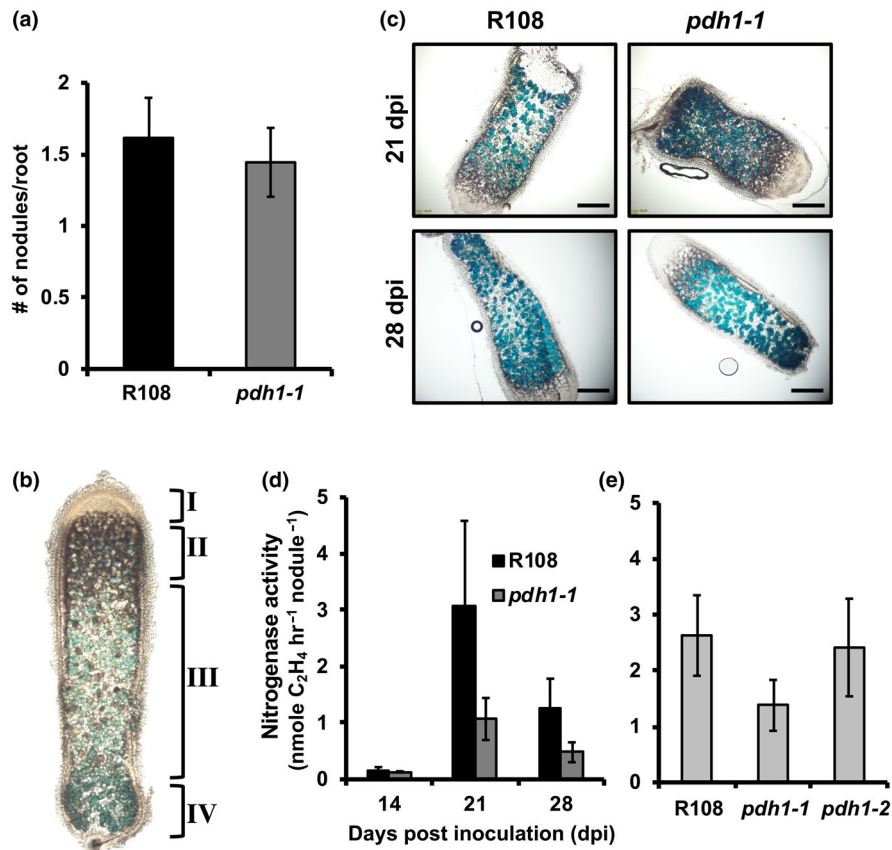 (a)
# of nodules/root
2
1.5
1
0.5
0
R108
pdh1-1
(c)
R108
pdh1-1
21 dpi
28 dpi
(b)
I
II
III
IV
(d)
Nitrogenase activity
(nmole C₂H₄ hr⁻¹ nodule⁻¹)
5
4
3
2
1
0
R108
pdh1-1
14
21
28
Days post inoculation (dpi)
(e)
5
4
3
2
1
0
R108
pdh1-1
pdh1-2